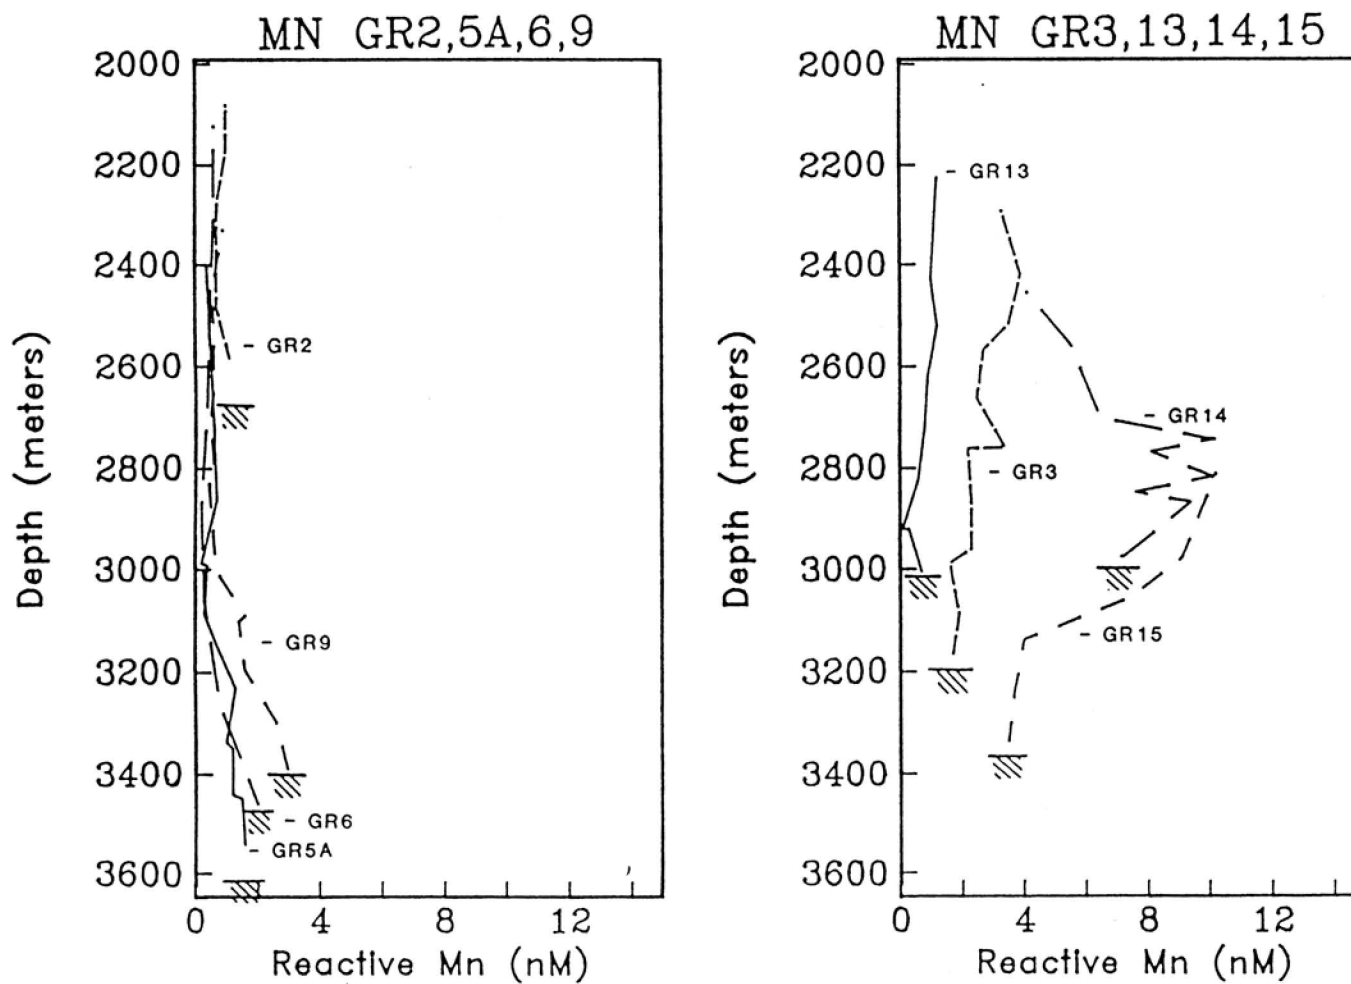 MN GR2,5A,6,9
2000
2200
2400
2600
2800
3000
3200
3400
3600
Depth (meters)
- GR2
- GR9
- GR6
- GR5A
0 4 8 12
Reactive Mn (nM)
MN GR3,13,14,15
2000
2200
2400
2600
2800
3000
3200
3400
3600
Depth (meters)
- GR13
- GR14
- GR3
- GR15
0 4 8 12
Reactive Mn (nM)